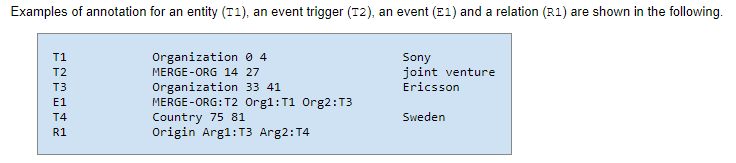 Examples of annotation for an entity (T1), an event trigger (T2), an event (E1) and a relation (R1) are shown in the following.
T1 Organization 0 4 Sony
T2 MERGE-ORG 14 27 joint venture
T3 Organization 33 41 Ericsson
E1 MERGE-ORG:T2 Org1:T1 Org2:T3
T4 Country 75 81 Sweden
R1 Origin Arg1:T3 Arg2:T4